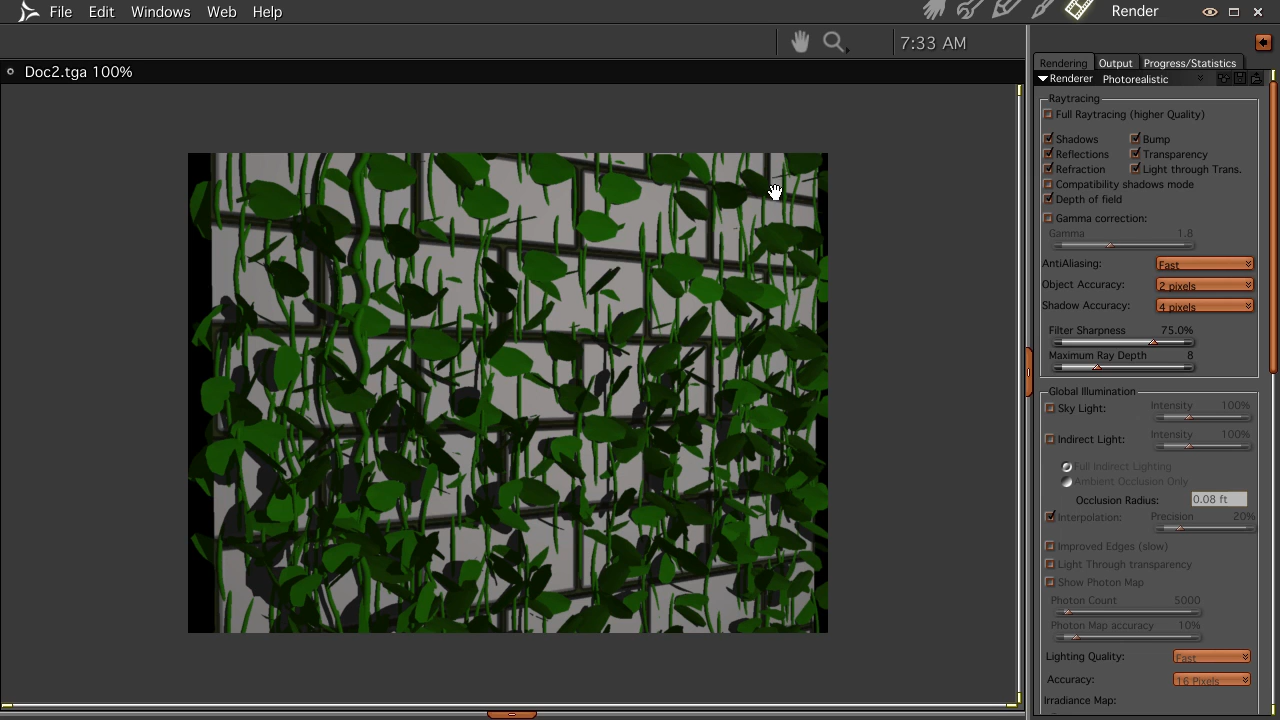 File Edit Windows Web Help Render
7:33 AM
Doc2.tga 100%
Rendering Output Progress/Statistics
Renderer Photorealistic
Raytracing
Full Raytracing (higher Quality)
Shadows Bump
Reflections Transparency
Refraction Light through Trans.
Compatibility shadows mode
Depth of field
Gamma correction:
Gamma 1.8
AntiAliasing: Fast
Object Accuracy: 2 pixels
Shadow Accuracy: 4 pixels
Filter Sharpness 75.0%
Maximum Ray Depth 8
Global Illumination
Sky Light: Intensity 100%
Indirect Light: Intensity 100%
Full Indirect Lighting
Ambient Occlusion Only
Occlusion Radius: 0.08 ft
Interpolation: Precision 20%
Improved Edges (slow)
Light Through transparency
Show Photon Map
Photon Count 5000
Photon Map accuracy 10%
Lighting Quality: Fast
Accuracy: 16 Pixels
Irradiance Map: